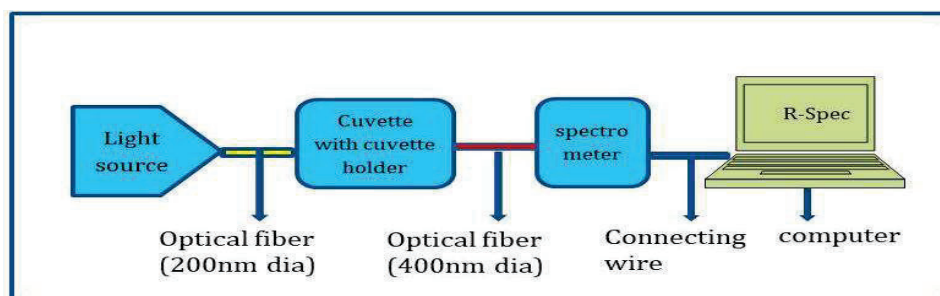 Light
source
Cuvette
with cuvette
holder
spectro
meter
R-Spec
Optical fiber
(200nm dia)
Optical fiber
(400nm dia)
Connecting
wire
computer